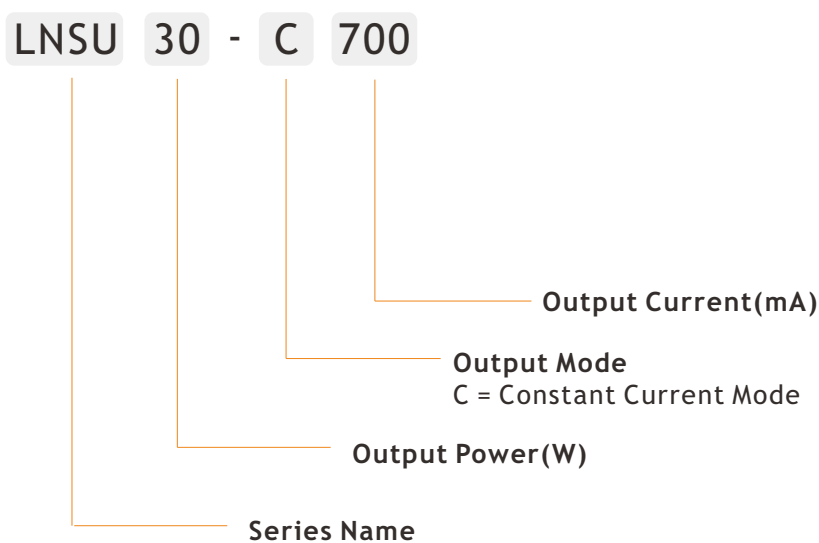 LNSU 30 - C 700
Output Current(mA)
Output Mode
C = Constant Current Mode
Output Power(W)
Series Name